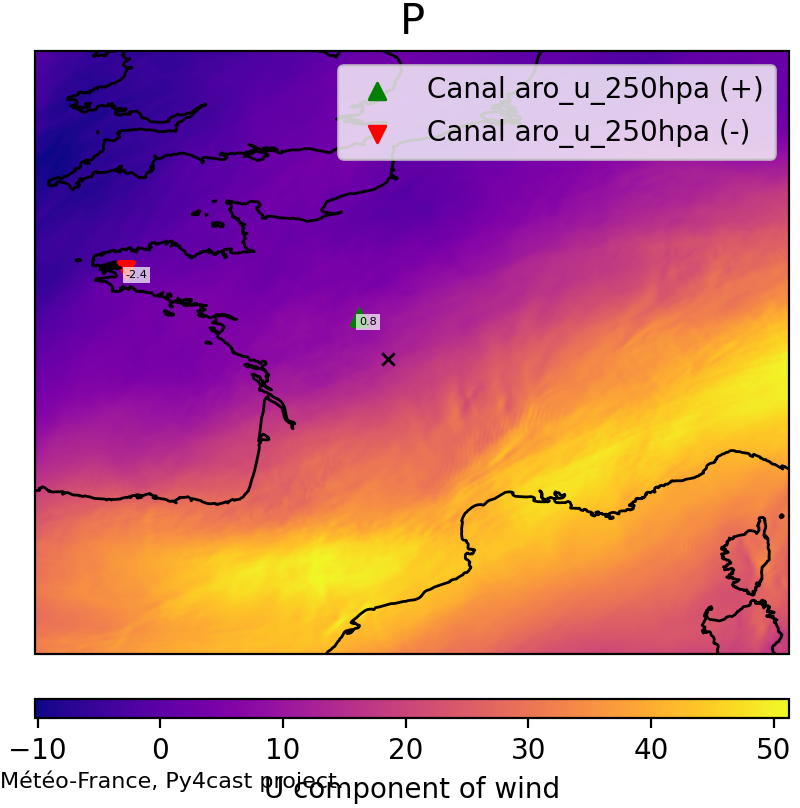 P
Canal aro_u_250hpa (+)
Canal aro_u_250hpa (-)
-2.4
0.8
−10 0 10 20 30 40 50
Météo-France, Py4cast project.
U component of wind